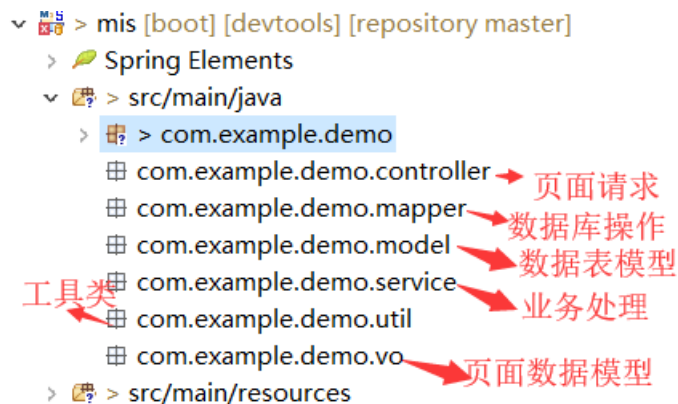 > mis [boot] [devtools] [repository master]
> Spring Elements
> src/main/java
> > com.example.demo
com.example.demo.controller 页面请求
com.example.demo.mapper 数据库操作
com.example.demo.model 数据表模型
com.example.demo.service 业务处理
工具类 com.example.demo.util
com.example.demo.vo 页面数据模型
> > src/main/resources